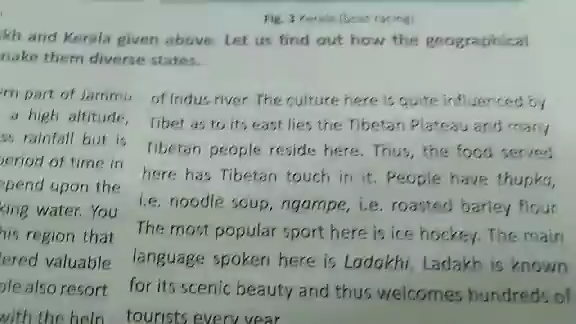 Fig. 3 Kerala (boat racing)
kh and Kerala given above. Let us find out how the geographical
make them diverse states.
rn part of Jammu
a high altitude,
ss rainfall but is
period of time in
epend upon the
king water. You
his region that
ered valuable
ple also resort
with the help
of Indus river. The culture here is quite influenced by
Tibet as to its east lies the Tibetan Plateau and many
Tibetan people reside here. Thus, the food served
here has Tibetan touch in it. People have thupka,
i.e. noodle soup, ngampe, i.e. roasted barley flour.
The most popular sport here is ice hockey. The main
language spoken here is Ladakhi. Ladakh is known
for its scenic beauty and thus welcomes hundreds of
tourists every year.